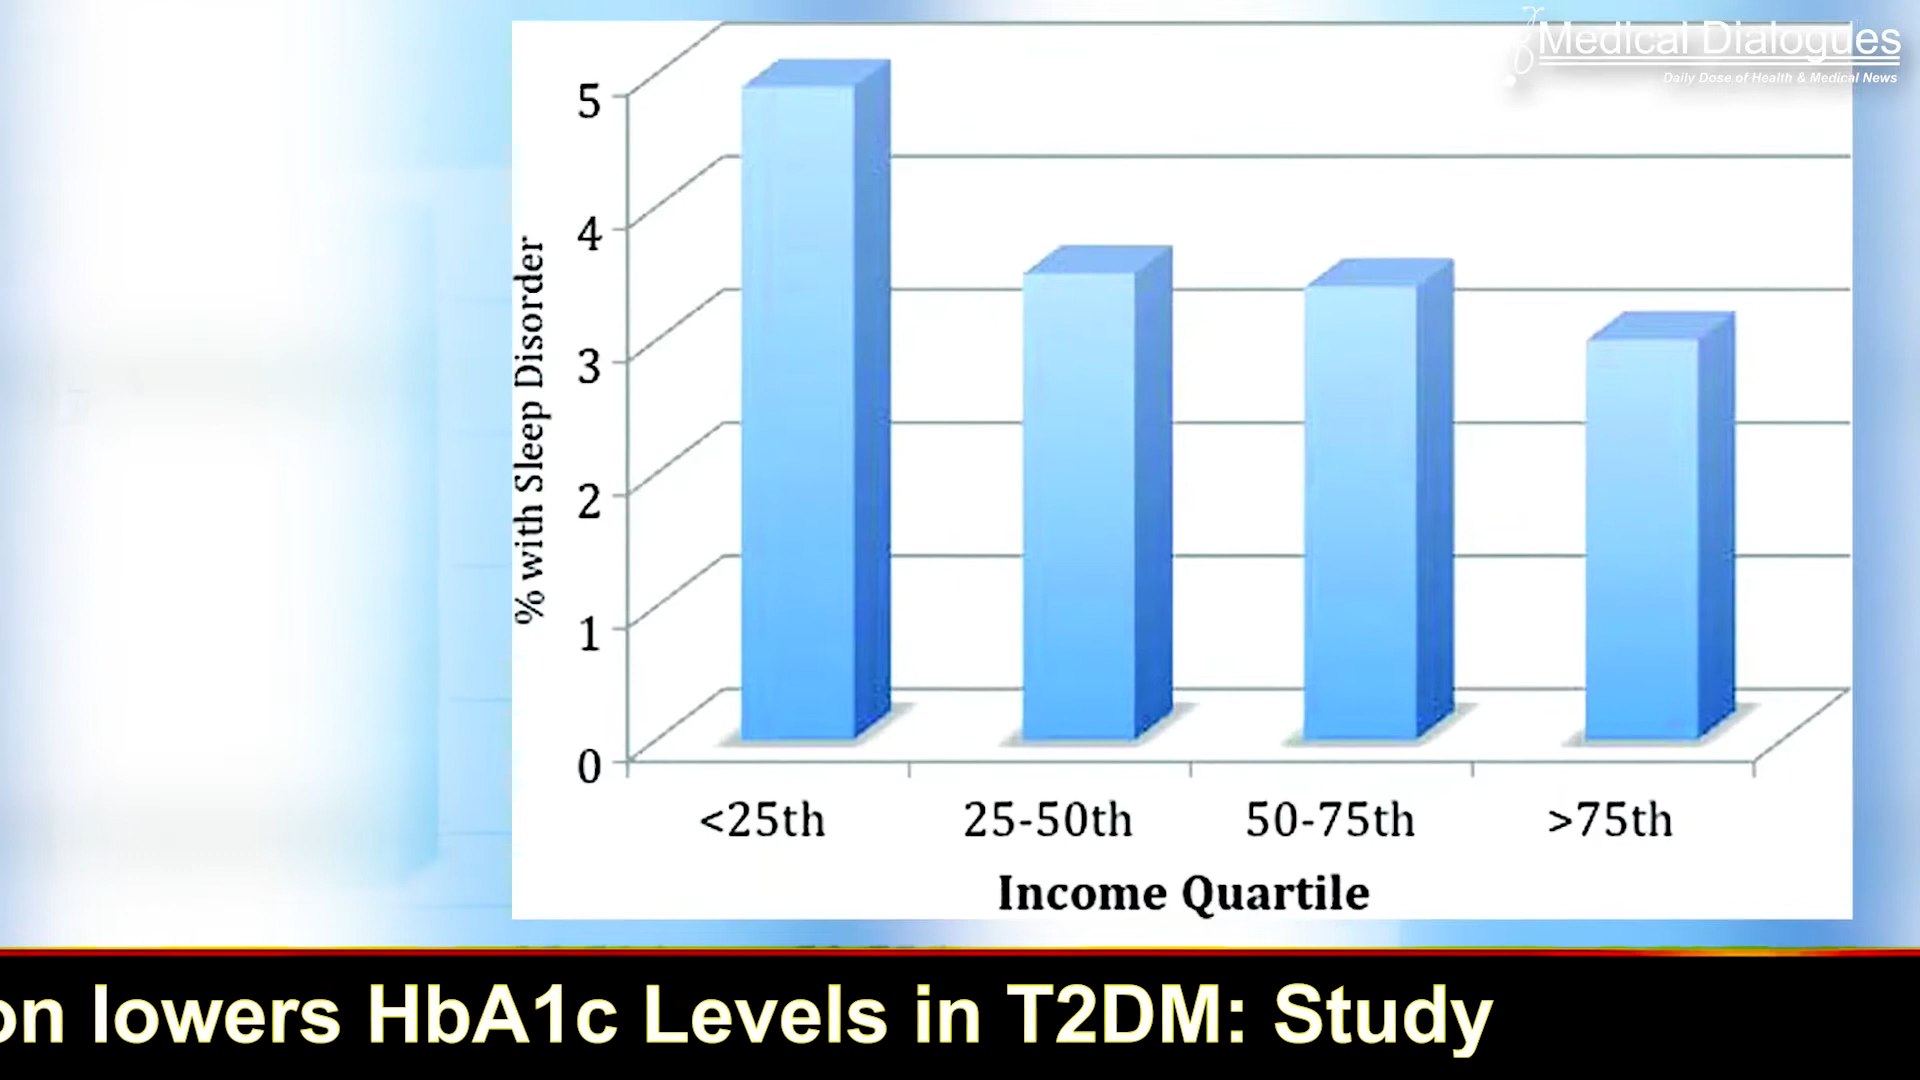 Medical Dialogues
Daily Dose of Health & Medical News
5
4
3
2
1
0
% with Sleep Disorder
<25th 25-50th 50-75th >75th
Income Quartile
on lowers HbA1c Levels in T2DM: Study